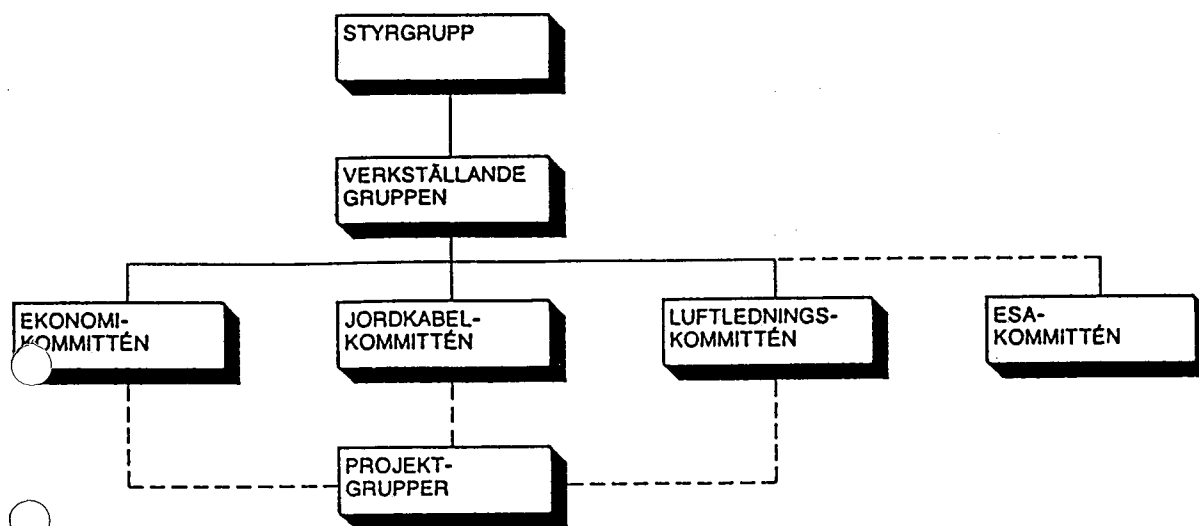 STYRGRUPP
VERKSTÄLLANDE
GRUPPEN
EKONOMI-
KOMMITTÉN
JORDKABEL-
KOMMITTÉN
LUFTLEDNINGS-
KOMMITTÉN
ESA-
KOMMITTÉN
PROJEKT-
GRUPPER